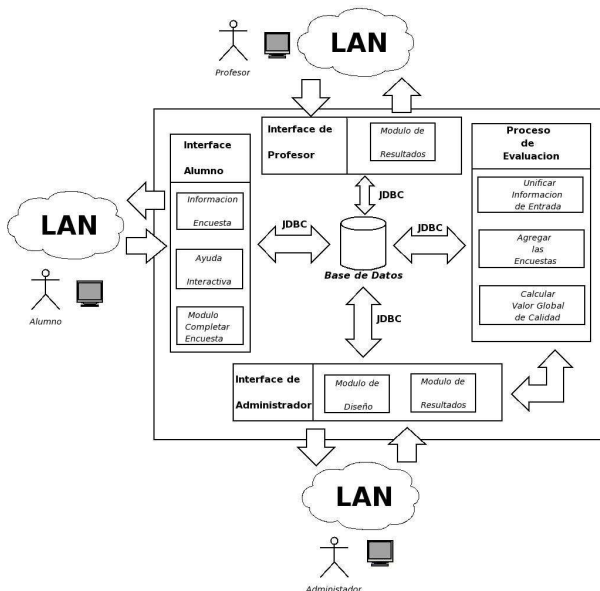 LAN
Profesor
Interface de
Profesor
Modulo de
Resultados
Interface
Alumno
Informacion
Encuesta
Ayuda
Interactiva
Modulo
Completar
Encuesta
Proceso
de
Evaluacion
Unificar
Informacion
de Entrada
Agregar
las
Encuestas
Calcular
Valor Global
de Calidad
JDBC
JDBC
JDBC
Base de Datos
JDBC
LAN
Alumno
Interface de
Administrador
Modulo de
Diseño
Modulo de
Resultados
LAN
Administador